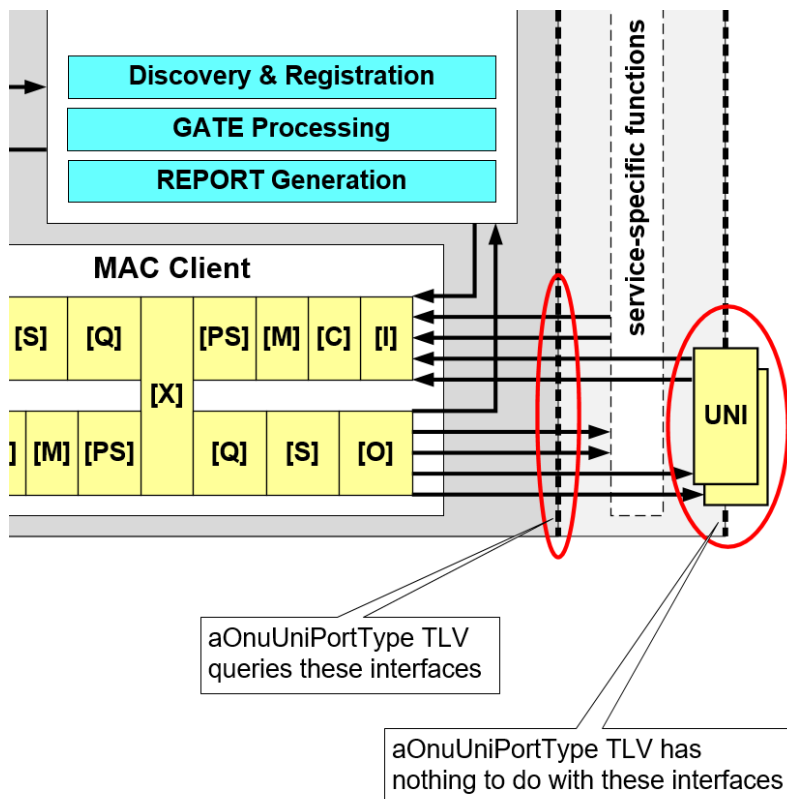 Discovery & Registration
GATE Processing
REPORT Generation
service-specific functions
MAC Client
[S] [Q] [X] [PS] [M] [C] [I]
UNI
] [M] [PS] [Q] [S] [O]
aOnuUniPortType TLV
queries these interfaces
aOnuUniPortType TLV has
nothing to do with these interfaces